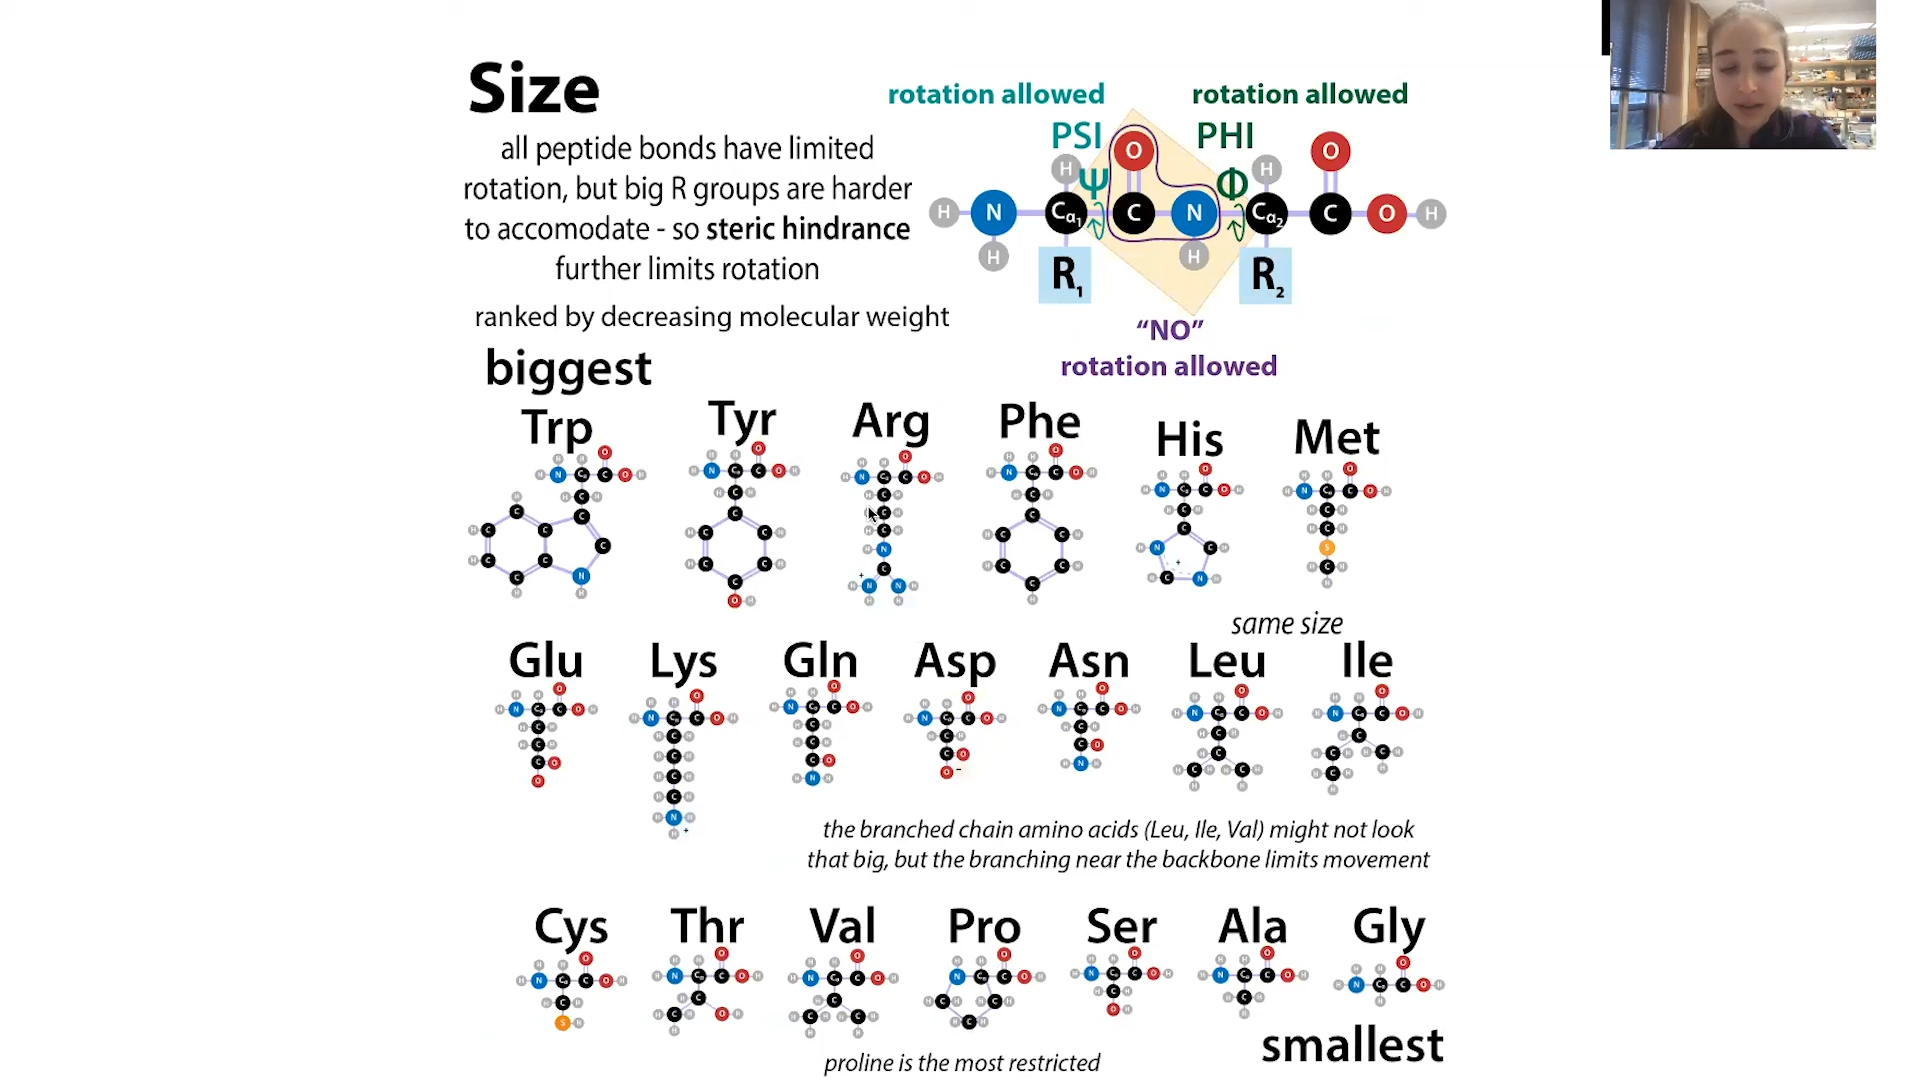 Size
all peptide bonds have limited
rotation, but big R groups are harder
to accomodate - so steric hindrance
further limits rotation
ranked by decreasing molecular weight
rotation allowed
rotation allowed
PSI
PHI
Ψ
Φ
H O H O
H N Cα1 C N Cα2 C O H
H H
R1 R2
“NO”
rotation allowed
biggest
Trp Tyr Arg Phe His Met
same size
Glu Lys Gln Asp Asn Leu Ile
the branched chain amino acids (Leu, Ile, Val) might not look
that big, but the branching near the backbone limits movement
Cys Thr Val Pro Ser Ala Gly
proline is the most restricted
smallest